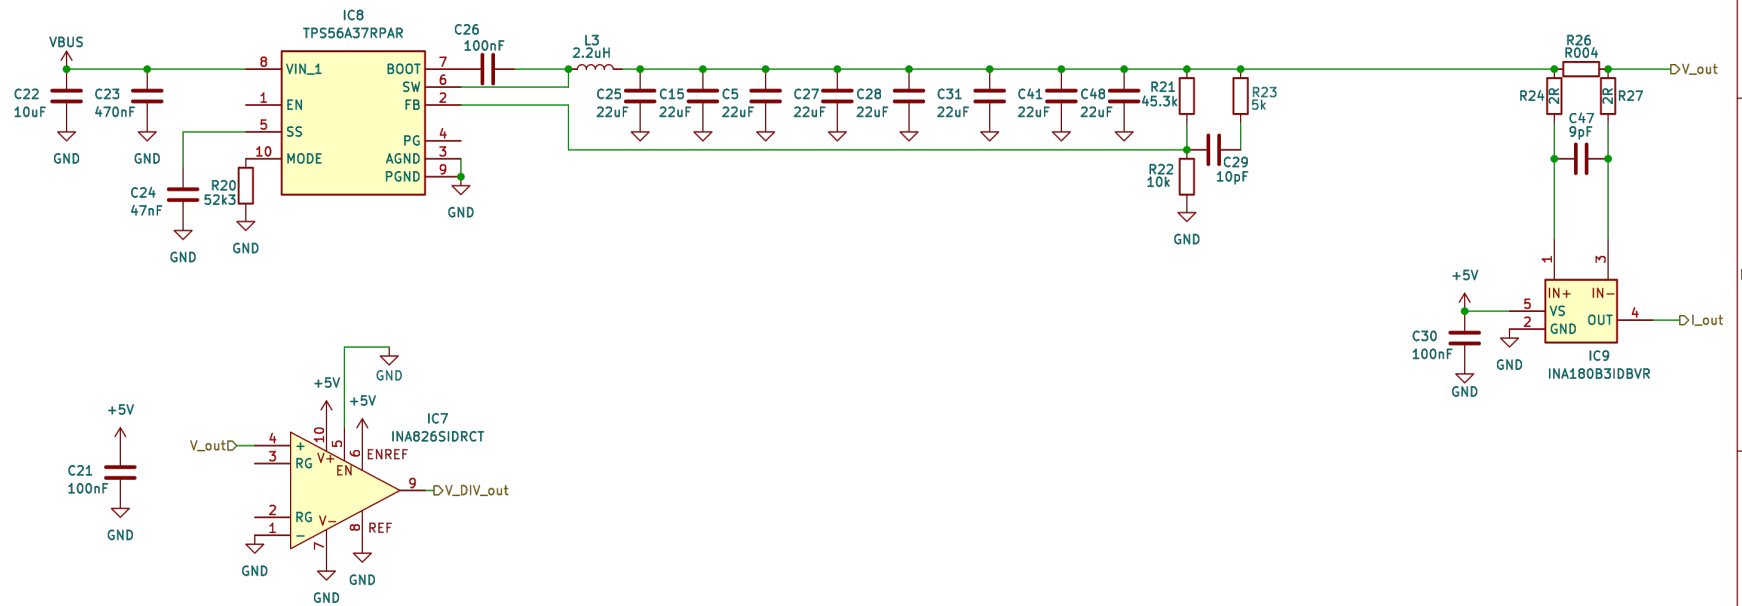 IC8
TPS56A37RPAR
VBUS
C22
10uF
GND
C23
470nF
GND
8
VIN_1
1
EN
5
SS
10
MODE
BOOT
7
SW
6
FB
2
PG
4
AGND
3
PGND
9
GND
C24
47nF
GND
R20
52k3
GND
C26
100nF
L3
2.2uH
C25
22uF
C15
22uF
C5
22uF
C27
22uF
C28
22uF
C31
22uF
C41
22uF
C48
22uF
R21
45.3k
R23
5k
C29
10pF
R22
10k
GND
R26
R004
V_out
R24
2R
2R
R27
C47
9pF
1
3
IN+
IN-
5
VS
2
GND
OUT
4
I_out
+5V
C30
100nF
GND
GND
IC9
INA180B3IDBVR
GND
+5V
+5V
IC7
INA826SIDRCT
V_out
4
+
3
RG
2
RG
1
-
10
V+
5
EN
6
ENREF
9
V_DIV_out
V-
7
8
REF
GND
GND
GND
+5V
C21
100nF
GND